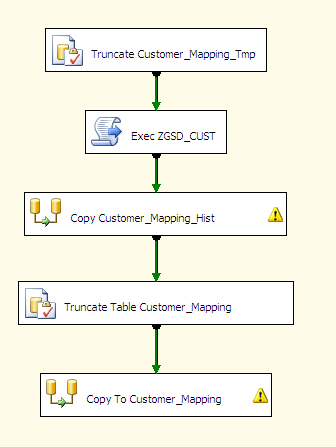 Truncate Customer_Mapping_Tmp
Exec ZGSD_CUST
Copy Customer_Mapping_Hist
Truncate Table Customer_Mapping
Copy To Customer_Mapping